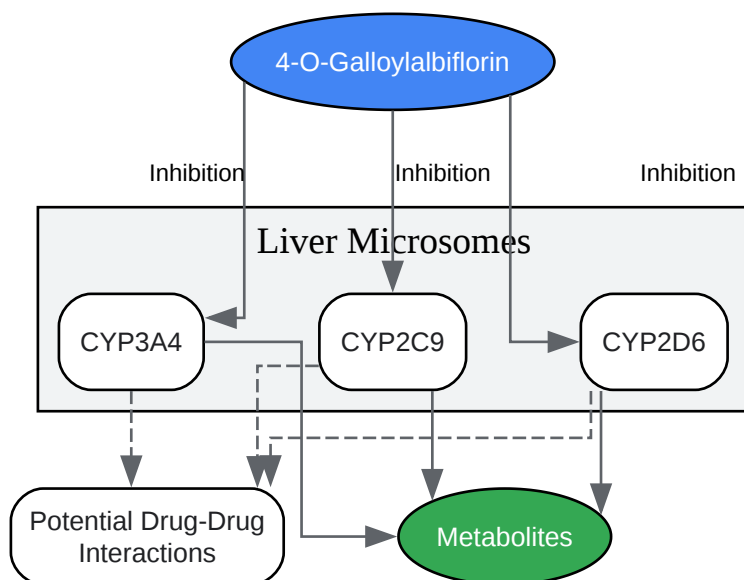 4-O-Galloylalbiflorin
Inhibition
Inhibition
Inhibition
Liver Microsomes
CYP3A4
CYP2C9
CYP2D6
Potential Drug-Drug
Interactions
Metabolites